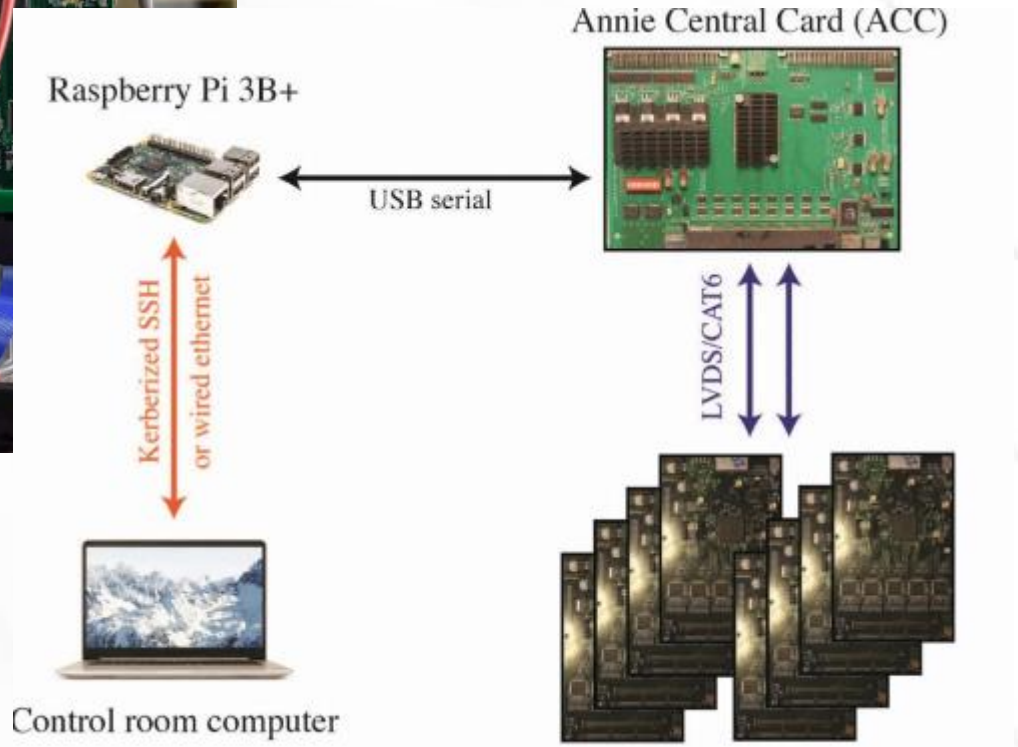 Annie Central Card (ACC)
Raspberry Pi 3B+
USB serial
Kerberized SSH
or wired ethernet
LVDS/CAT6
Control room computer